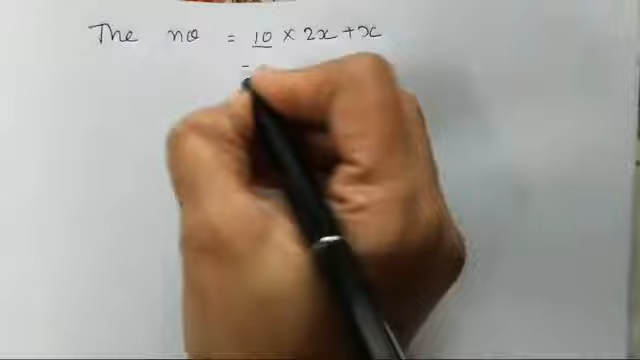 The no = 10 × 2x + x
=